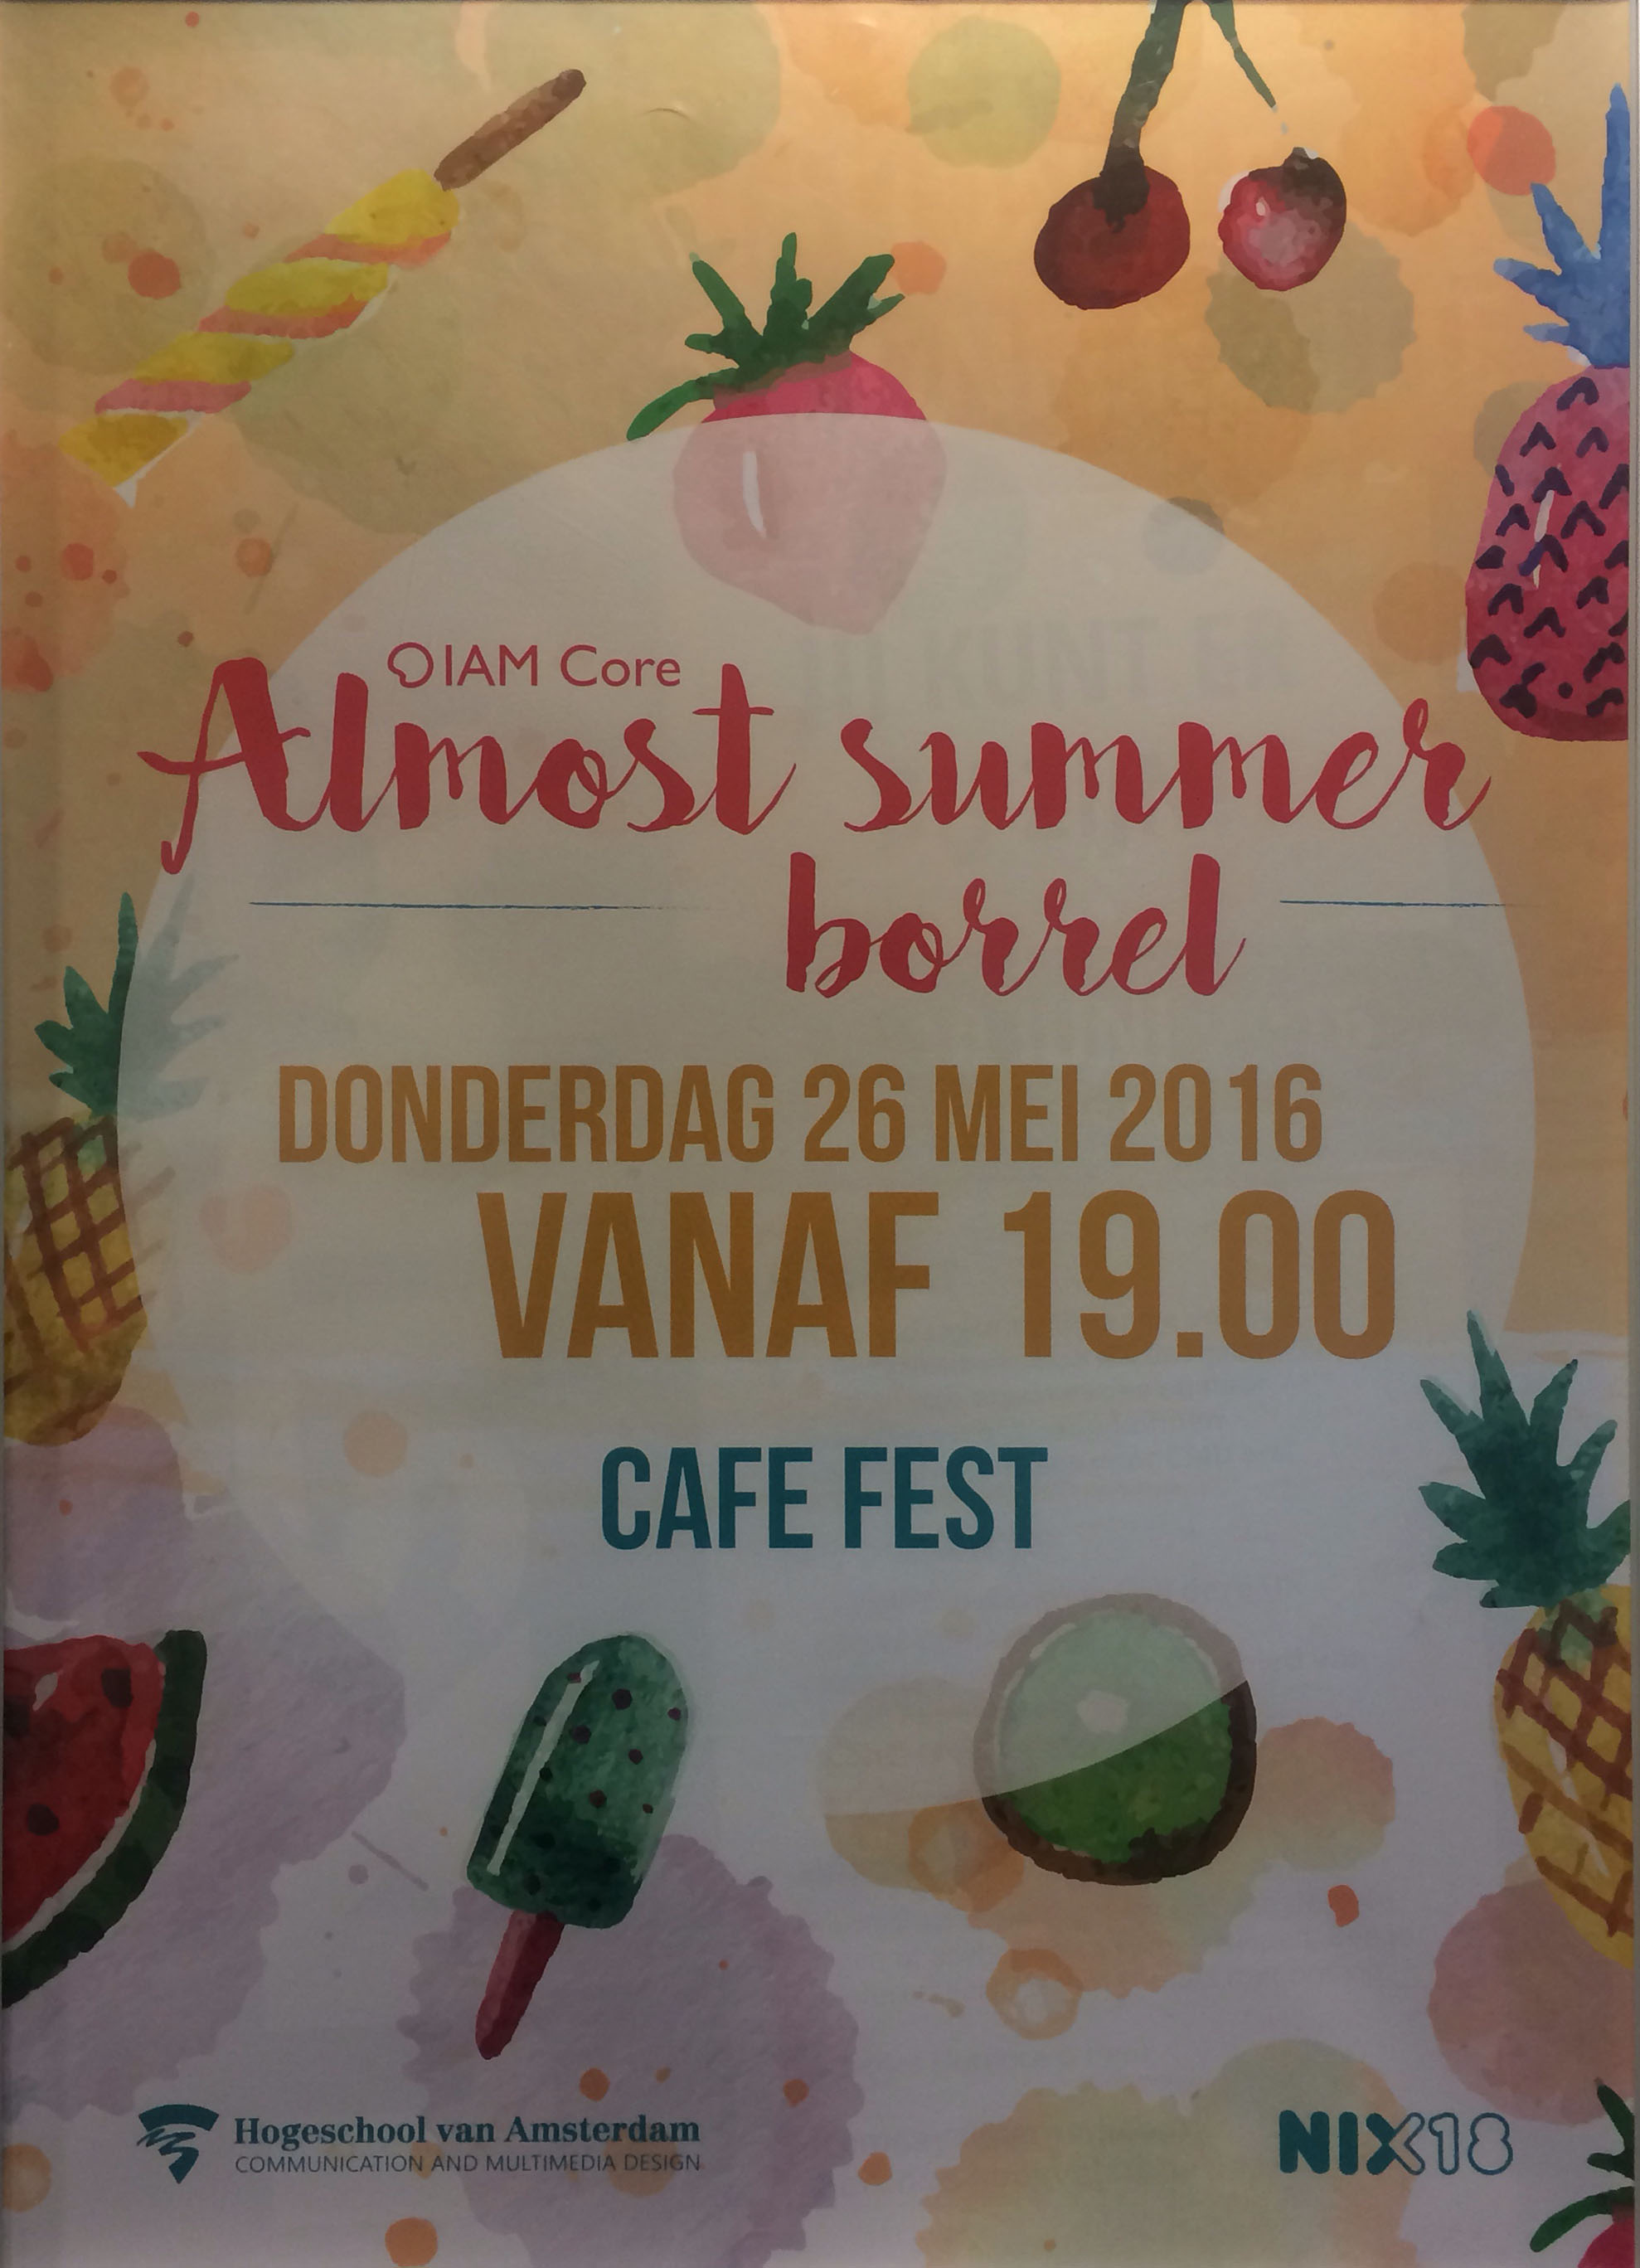 IAM Core
Almost summer
borrel
DONDERDAG 26 MEI 2016
VANAF 19.00
CAFE FEST
Hogeschool van Amsterdam
COMMUNICATION AND MULTIMEDIA DESIGN
NIX18